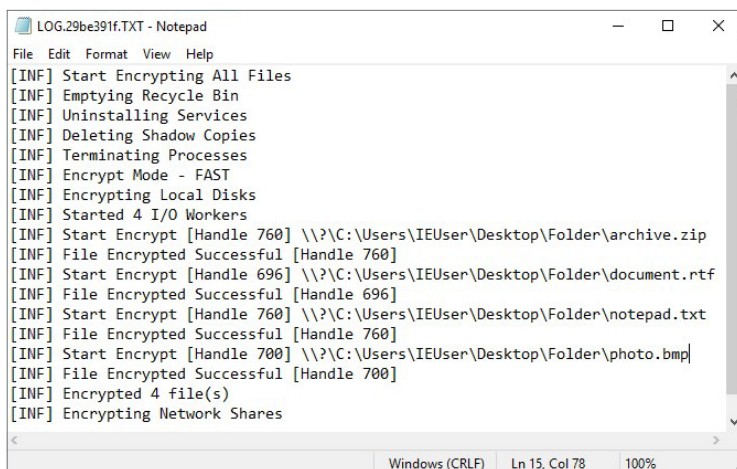 LOG.29be391f.TXT - Notepad
File Edit Format View Help
[INF] Start Encrypting All Files
[INF] Emptying Recycle Bin
[INF] Uninstalling Services
[INF] Deleting Shadow Copies
[INF] Terminating Processes
[INF] Encrypt Mode - FAST
[INF] Encrypting Local Disks
[INF] Started 4 I/O Workers
[INF] Start Encrypt [Handle 760] \\?\C:\Users\IEUser\Desktop\Folder\archive.zip
[INF] File Encrypted Successful [Handle 760]
[INF] Start Encrypt [Handle 696] \\?\C:\Users\IEUser\Desktop\Folder\document.rtf
[INF] File Encrypted Successful [Handle 696]
[INF] Start Encrypt [Handle 760] \\?\C:\Users\IEUser\Desktop\Folder\notepad.txt
[INF] File Encrypted Successful [Handle 760]
[INF] Start Encrypt [Handle 700] \\?\C:\Users\IEUser\Desktop\Folder\photo.bmp
[INF] File Encrypted Successful [Handle 700]
[INF] Encrypted 4 file(s)
[INF] Encrypting Network Shares
Windows (CRLF) Ln 15, Col 78 100%